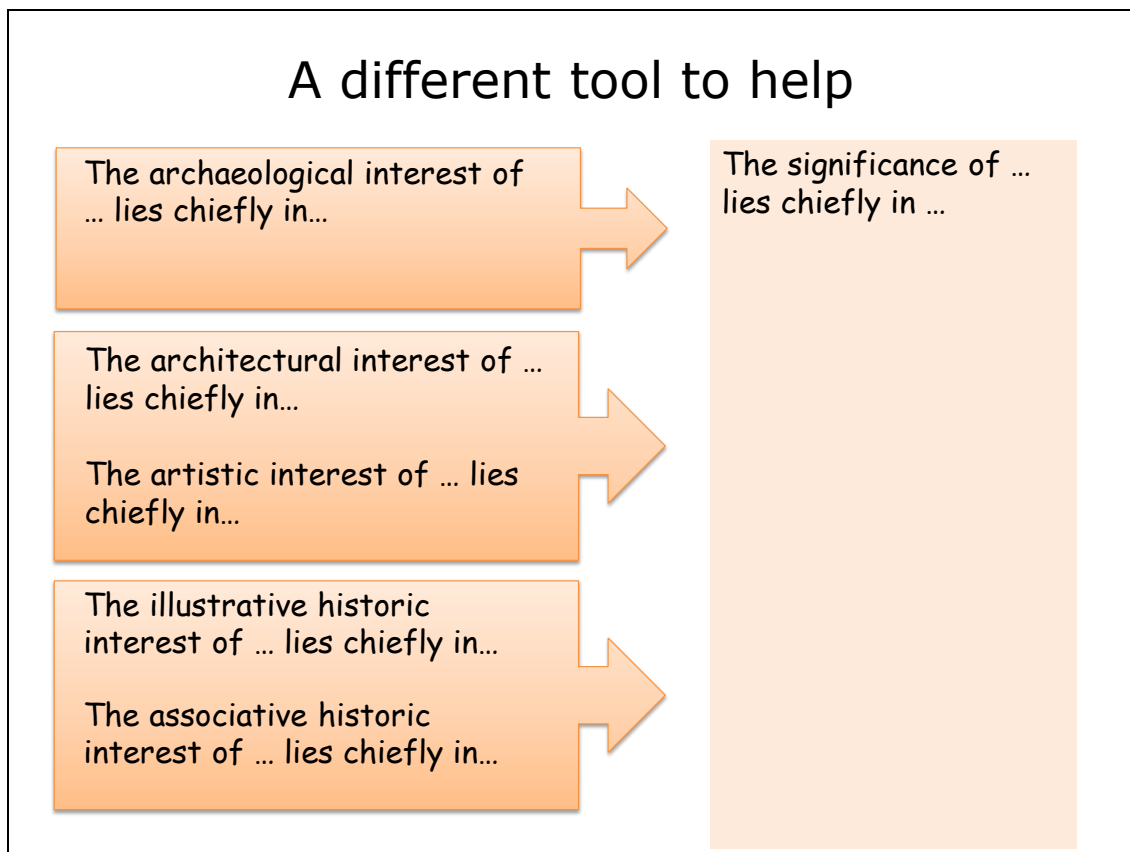 A different tool to help
The archaeological interest of
… lies chiefly in…
The architectural interest of …
lies chiefly in…
The artistic interest of … lies
chiefly in…
The illustrative historic
interest of … lies chiefly in…
The associative historic
interest of … lies chiefly in…
The significance of …
lies chiefly in …